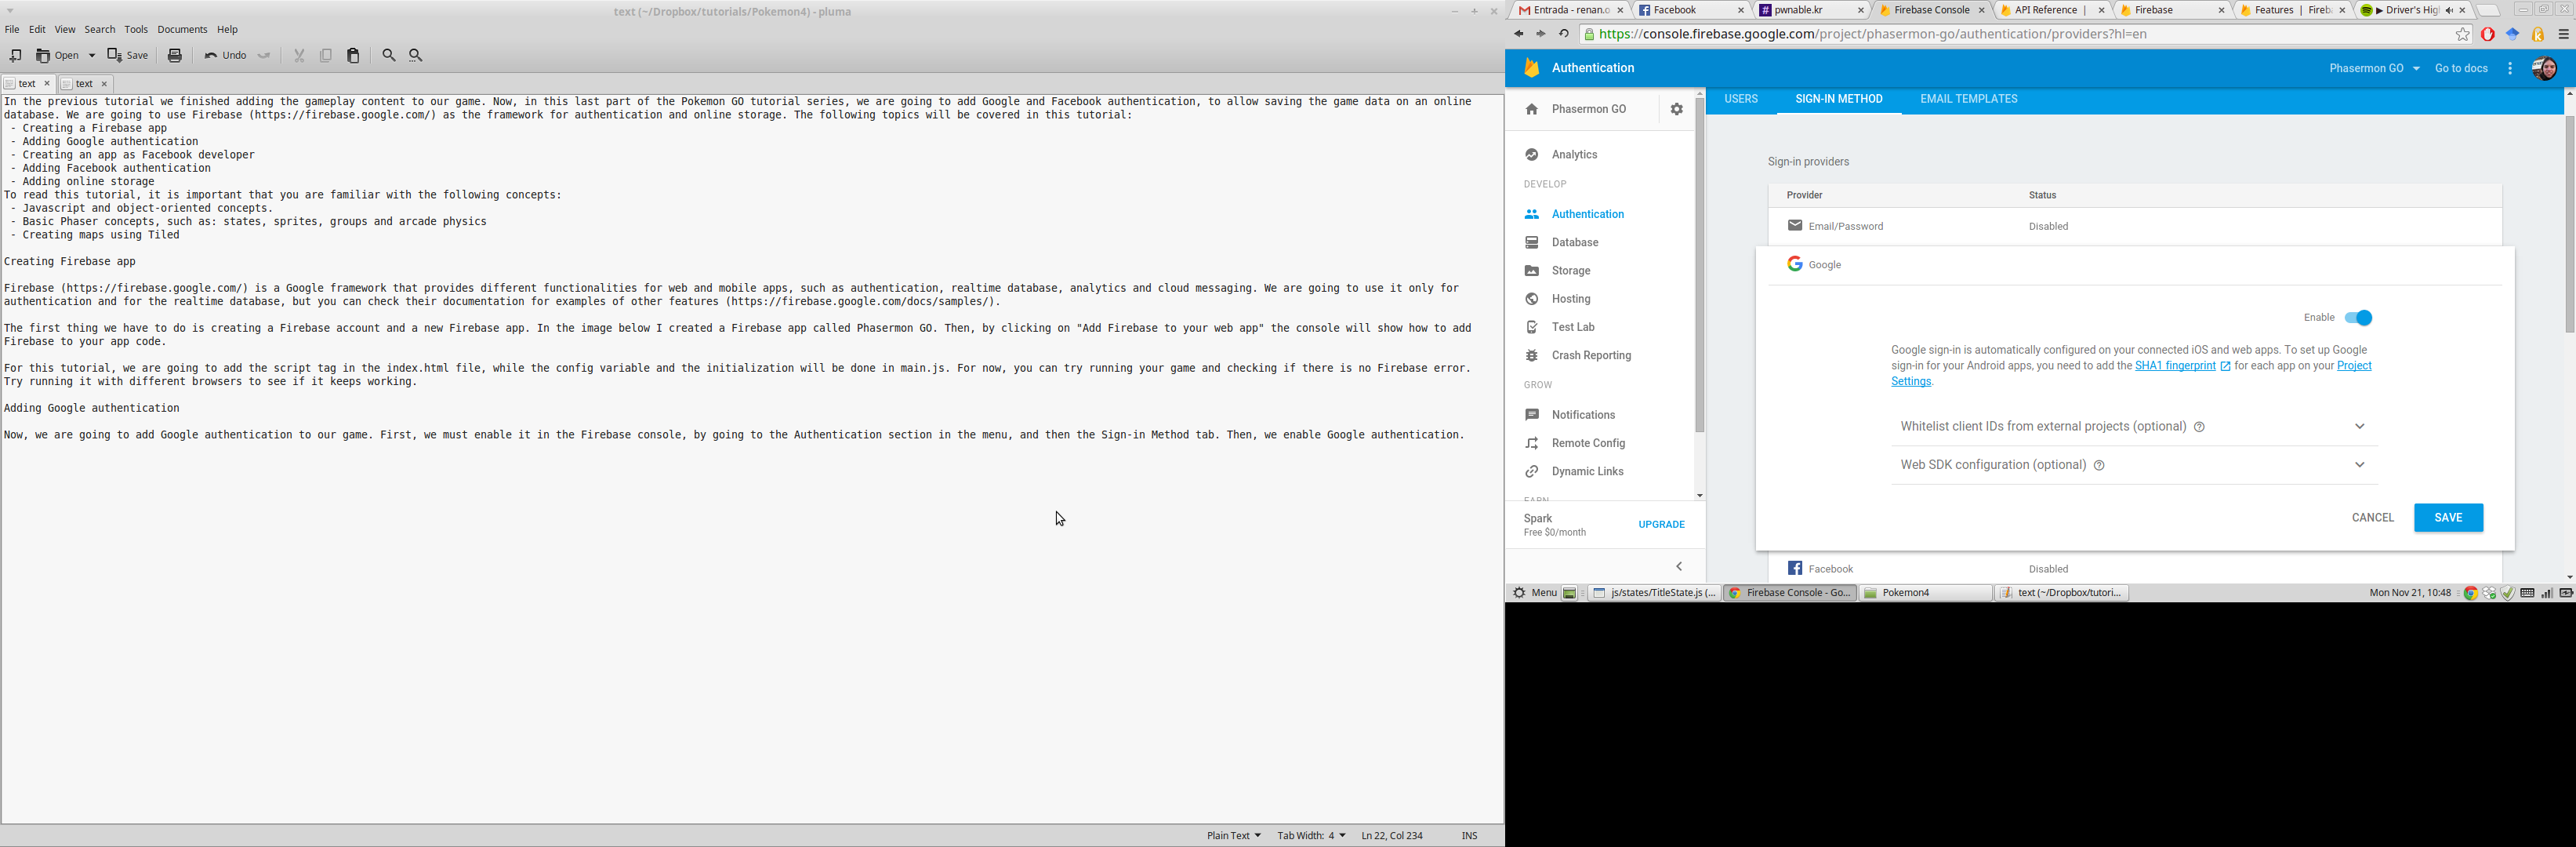 text (~/Dropbox/tutorials/Pokemon4) - pluma
File Edit View Search Tools Documents Help
Open Save Undo
text text
In the previous tutorial we finished adding the gameplay content to our game. Now, in this last part of the Pokemon GO tutorial series, we are going to add Google and Facebook authentication, to allow saving the game data on an online
database. We are going to use Firebase (https://firebase.google.com/) as the framework for authentication and online storage. The following topics will be covered in this tutorial:
- Creating a Firebase app
- Adding Google authentication
- Creating an app as Facebook developer
- Adding Facebook authentication
- Adding online storage
To read this tutorial, it is important that you are familiar with the following concepts:
- Javascript and object-oriented concepts.
- Basic Phaser concepts, such as: states, sprites, groups and arcade physics
- Creating maps using Tiled
Creating Firebase app
Firebase (https://firebase.google.com/) is a Google framework that provides different functionalities for web and mobile apps, such as authentication, realtime database, analytics and cloud messaging. We are going to use it only for
authentication and for the realtime database, but you can check their documentation for examples of other features (https://firebase.google.com/docs/samples/).
The first thing we have to do is creating a Firebase account and a new Firebase app. In the image below I created a Firebase app called Phasermon GO. Then, by clicking on "Add Firebase to your web app" the console will show how to add
Firebase to your app code.
For this tutorial, we are going to add the script tag in the index.html file, while the config variable and the initialization will be done in main.js. For now, you can try running your game and checking if there is no Firebase error.
Try running it with different browsers to see if it keeps working.
Adding Google authentication
Now, we are going to add Google authentication to our game. First, we must enable it in the Firebase console, by going to the Authentication section in the menu, and then the Sign-in Method tab. Then, we enable Google authentication.
Plain Text Tab Width: 4 Ln 22, Col 234 INS
Entrada - renan.o Facebook pwnable.kr Firebase Console API Reference | Firebase Features | Fireb Driver's Hig
https://console.firebase.google.com/project/phasermon-go/authentication/providers?hl=en
Authentication Phasermon GO Go to docs
Phasermon GO
Analytics
DEVELOP
Authentication
Database
Storage
Hosting
Test Lab
Crash Reporting
GROW
Notifications
Remote Config
Dynamic Links
EARN
Spark
Free $0/month
UPGRADE
USERS SIGN-IN METHOD EMAIL TEMPLATES
Sign-in providers
Provider Status
Email/Password Disabled
Google
Enable
Google sign-in is automatically configured on your connected iOS and web apps. To set up Google
sign-in for your Android apps, you need to add the SHA1 fingerprint for each app on your Project
Settings.
Whitelist client IDs from external projects (optional)
Web SDK configuration (optional)
CANCEL SAVE
Facebook Disabled
Menu js/states/TitleState.js (... Firebase Console - Go... Pokemon4 text (~/Dropbox/tutori... Mon Nov 21, 10:48